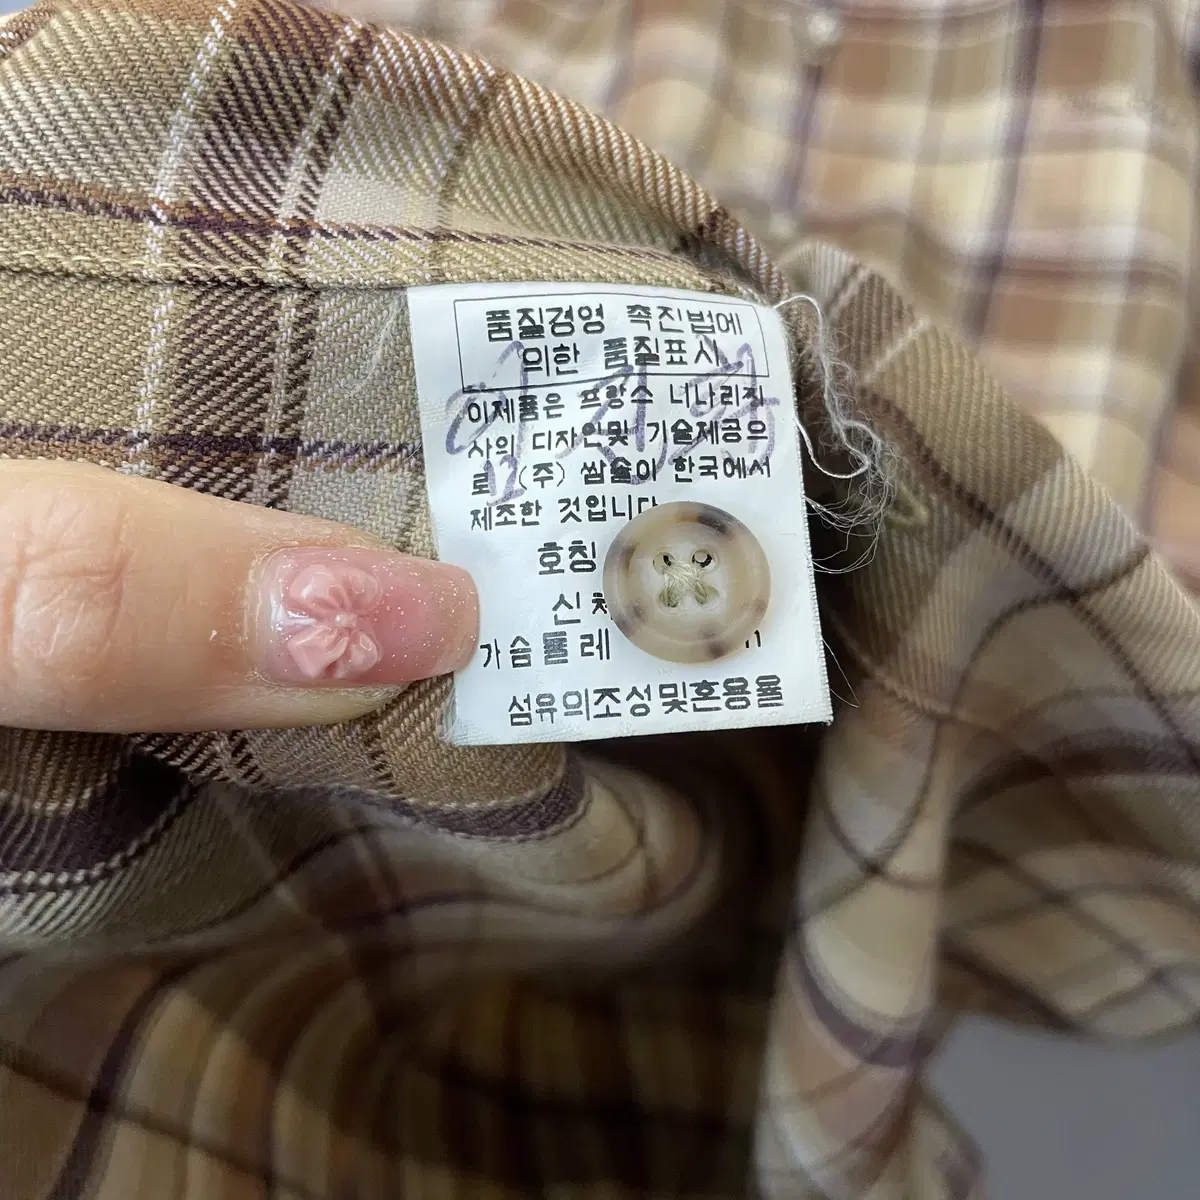 품질경영 촉진법에
의한 품질표시
이제품은 프랑스 니나리찌
사의 디자인및 기술제공으
로 (주) 쌈솔이 한국에서
제조한 것입니다
호칭
신체
가슴둘레
섬유의조성및혼용율